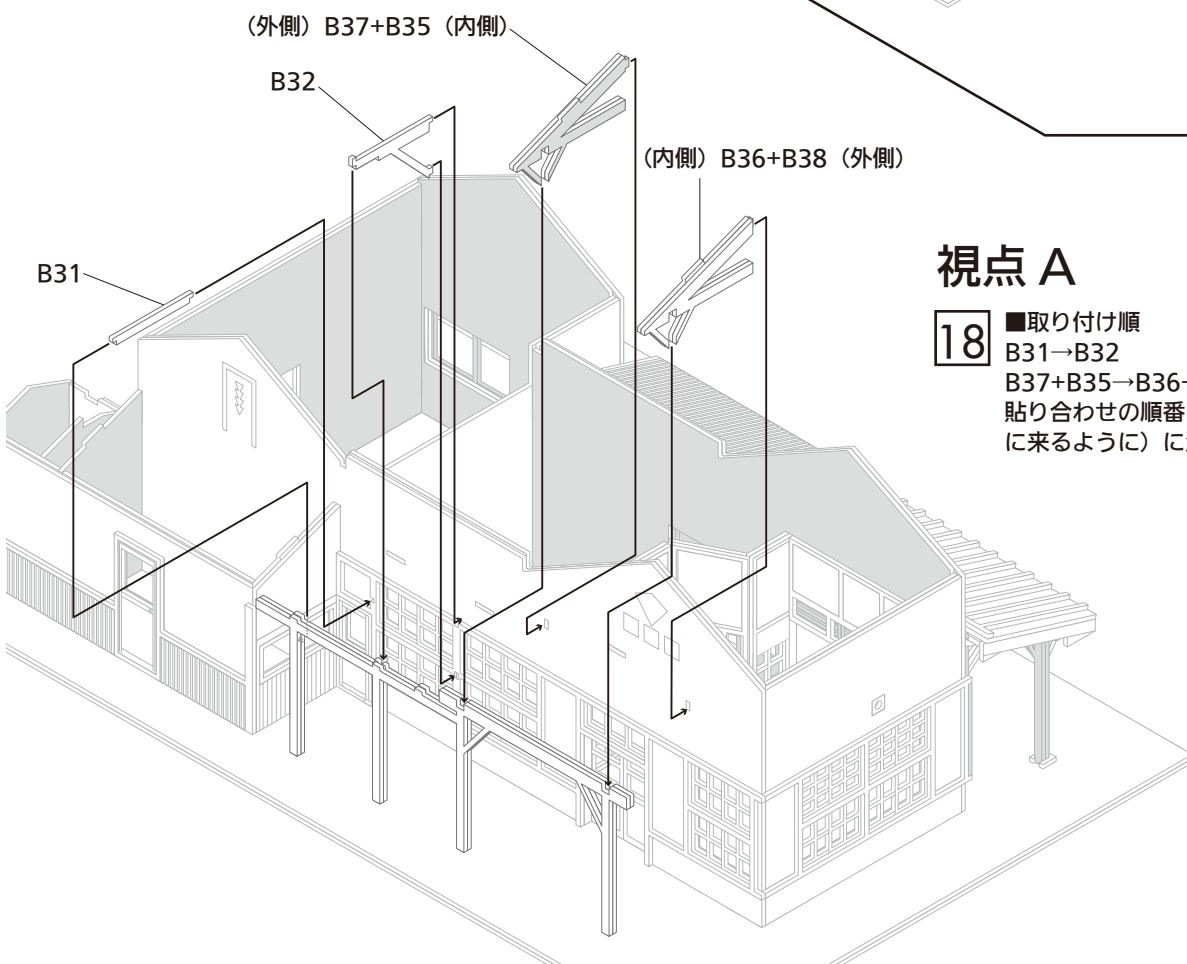 （外側）B37+B35（内側）
B32
（内側）B36+B38（外側）
B31
視点 A
18
■取り付け順
B31→B32
B37+B35→B36+
貼り合わせの順番
に来るように）に